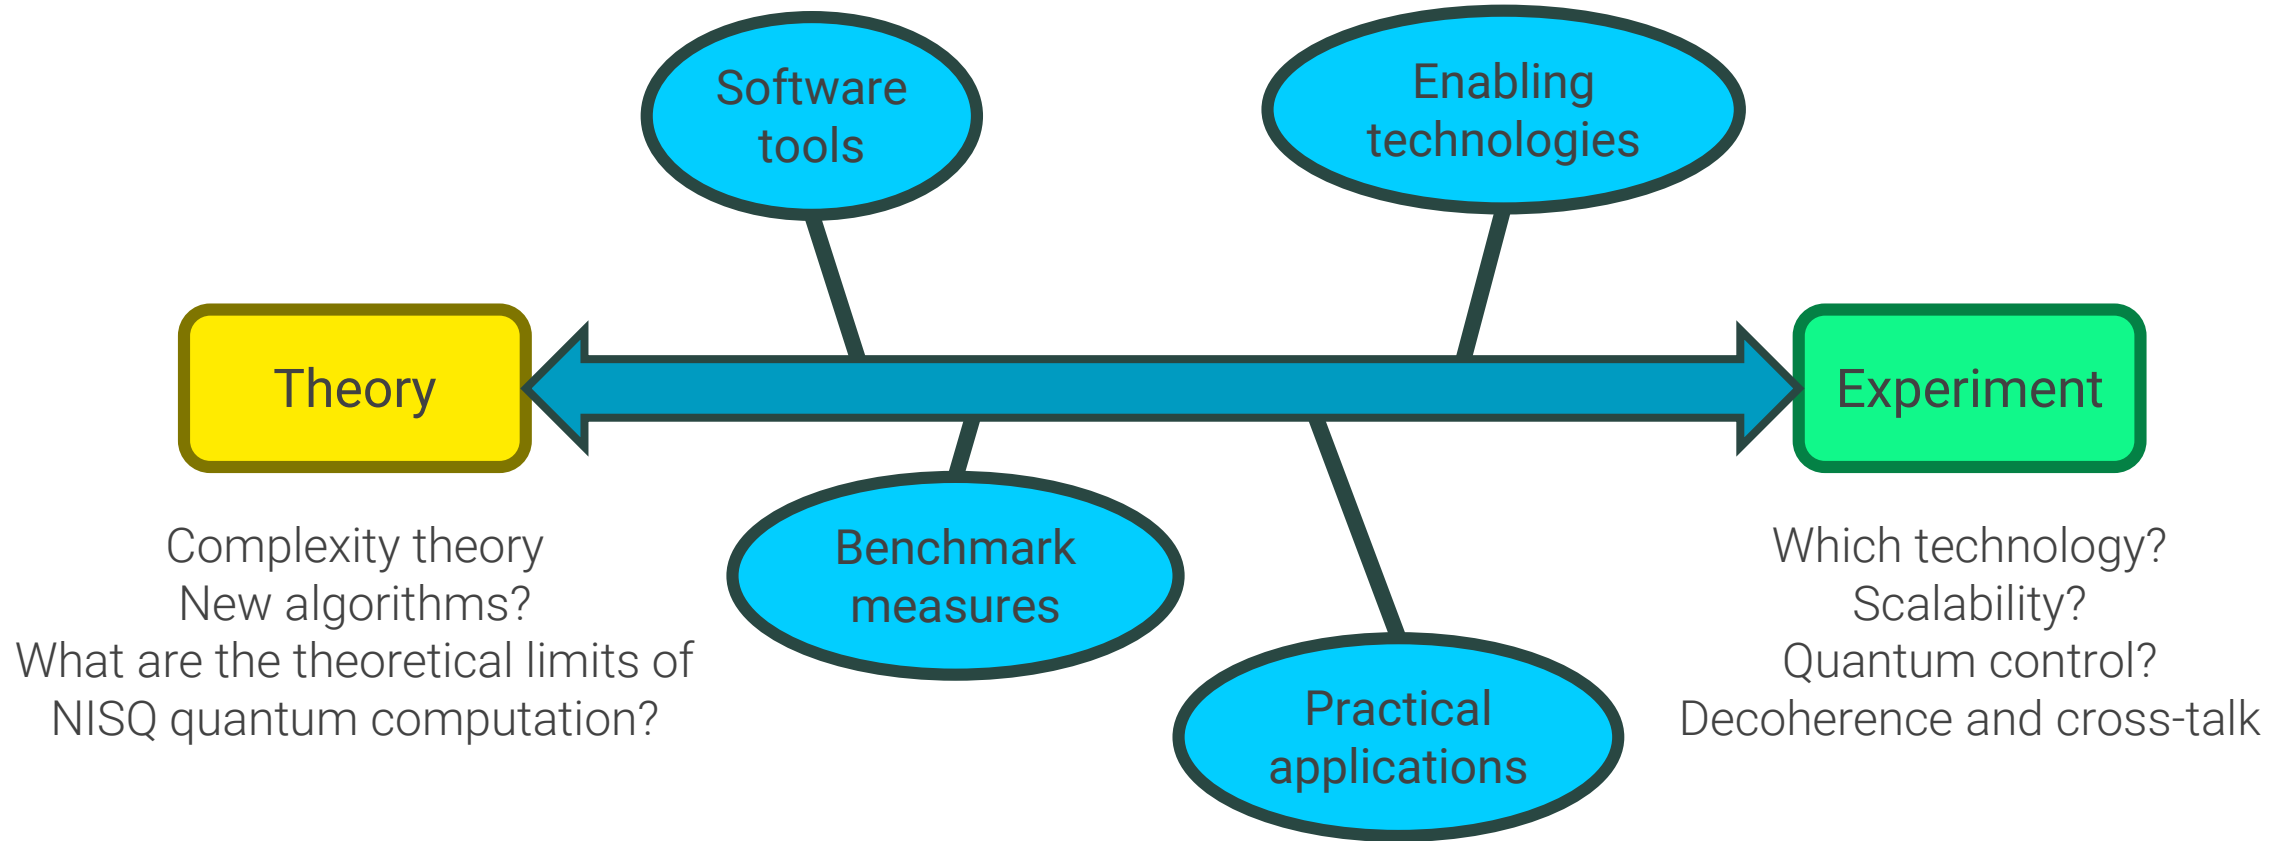 Software
tools
Enabling
technologies
Theory
Experiment
Complexity theory
New algorithms?
What are the theoretical limits of
NISQ quantum computation?
Benchmark
measures
Practical
applications
Which technology?
Scalability?
Quantum control?
Decoherence and cross-talk